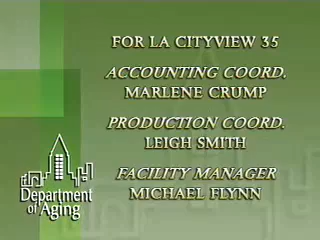 FOR LA CITYVIEW 35
ACCOUNTING COORD.
MARLENE CRUMP
PRODUCTION COORD.
LEIGH SMITH
FACILITY MANAGER
MICHAEL FLYNN
Department
of Aging